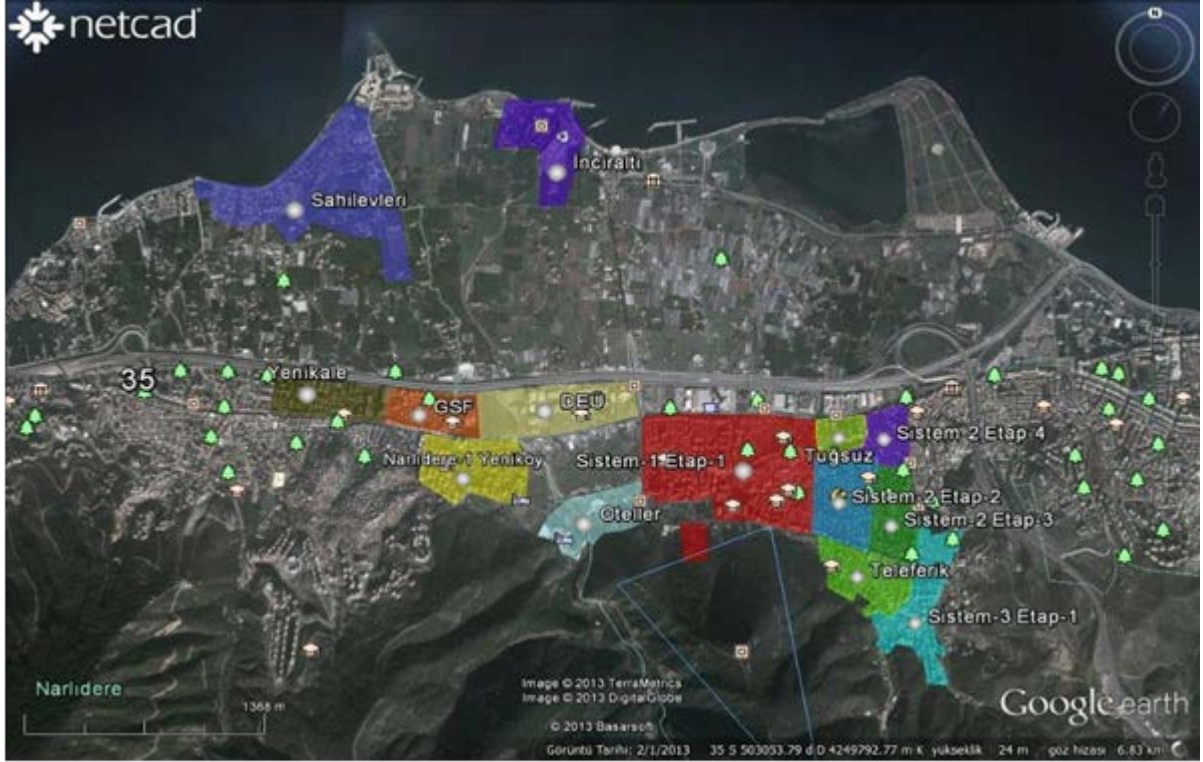 netcad
N
İnciraltı
Sahilevleri
35
Yenikale
GSF
DEÜ
Sistem-2 Etap-4
Narlıdere-1 Yeniköy
Sistem-1 Etap-1
Tuğsuz
Sistem-2 Etap-2
Oteller
Sistem-2 Etap-3
Teleferik
Sistem-3 Etap-1
Narlıdere
1368 m
Image © 2013 TerraMetrics
Image © 2013 DigitalGlobe
© 2013 Basarsoft
Google earth
Görüntü Tarihi: 2/1/2013 35 S 503053.79 d D 4249792.77 m K yükseklik 24 m göz hizası 6.83 km